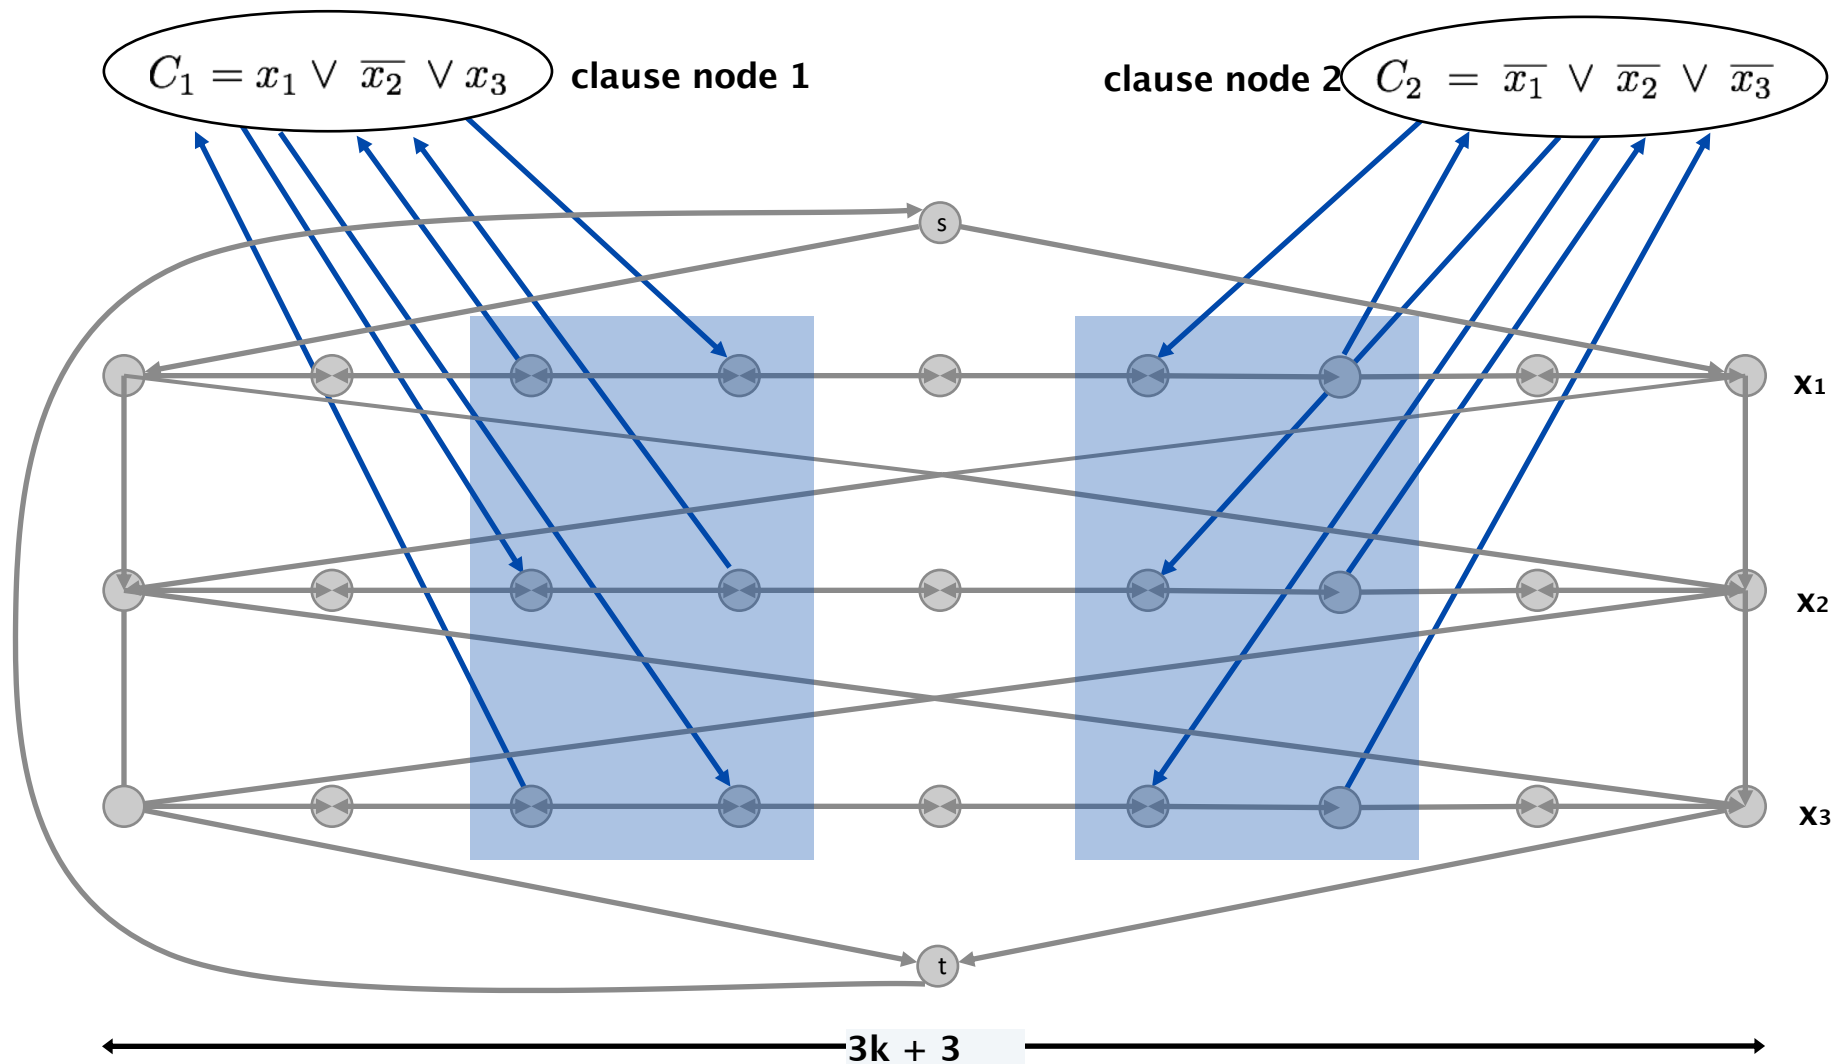 C₁ = x₁ ∨ x̅₂ ∨ x₃
clause node 1
clause node 2
C₂ = x̅₁ ∨ x̅₂ ∨ x̅₃
s
x₁
x₂
x₃
t
3k + 3